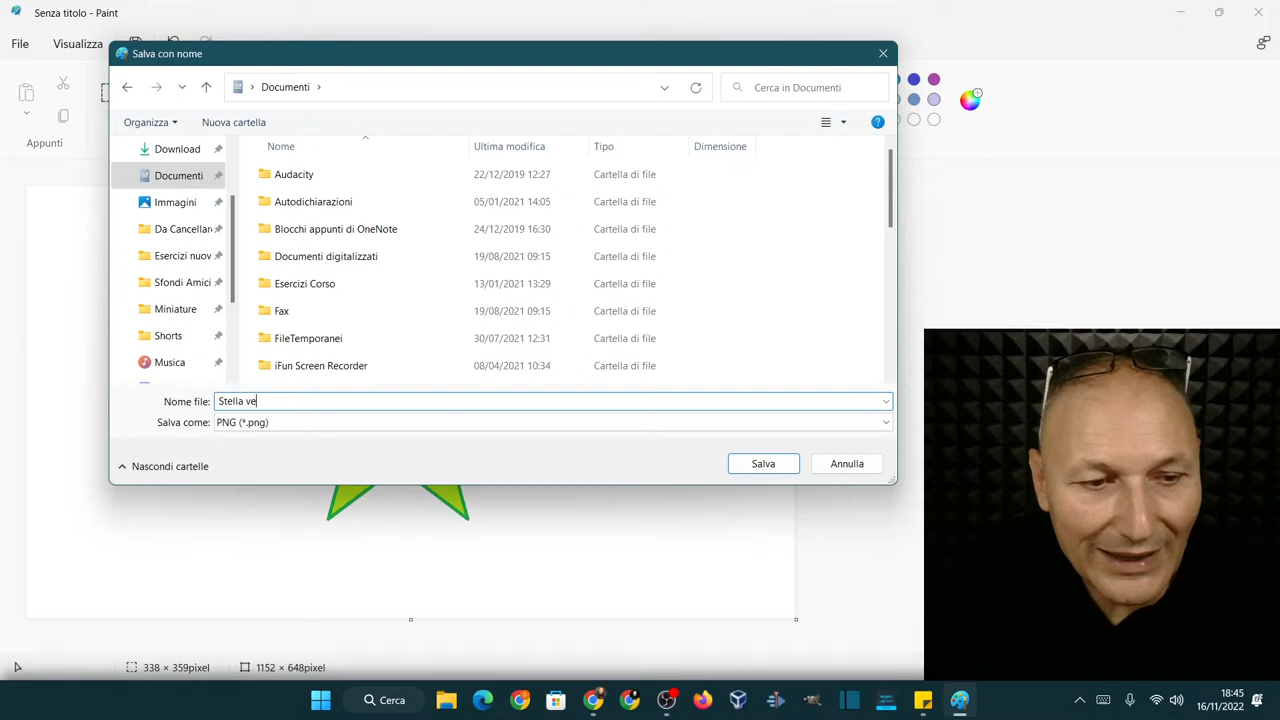 Senza titolo - Paint
File Visualizza
Salva con nome
Documenti
Cerca in Documenti
Organizza Nuova cartella
Appunti
Nome Ultima modifica Tipo Dimensione
Download
Documenti
Immagini
Da Cancellar
Esercizi nuov
Sfondi Amici
Miniature
Shorts
Musica
Audacity 22/12/2019 12:27 Cartella di file
Autodichiarazioni 05/01/2021 14:05 Cartella di file
Blocchi appunti di OneNote 24/12/2019 16:30 Cartella di file
Documenti digitalizzati 19/08/2021 09:15 Cartella di file
Esercizi Corso 13/01/2021 13:29 Cartella di file
Fax 19/08/2021 09:15 Cartella di file
FileTemporanei 30/07/2021 12:31 Cartella di file
iFun Screen Recorder 08/04/2021 10:34 Cartella di file
Nome file: Stella ve
Salva come: PNG (*.png)
Nascondi cartelle Salva Annulla
338 × 359pixel 1152 × 648pixel
Cerca
18:45
16/11/2022